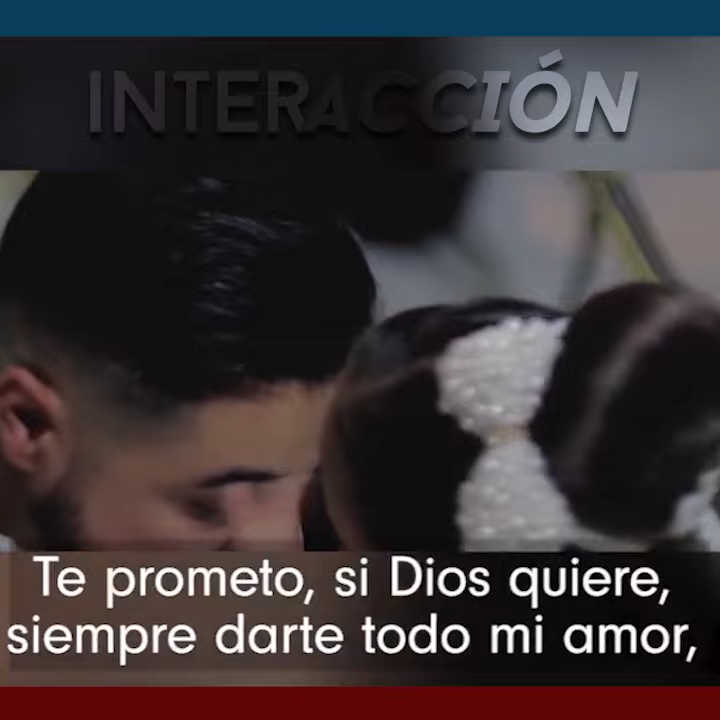 INTERACCIÓN
Te prometo, si Dios quiere,
siempre darte todo mi amor,